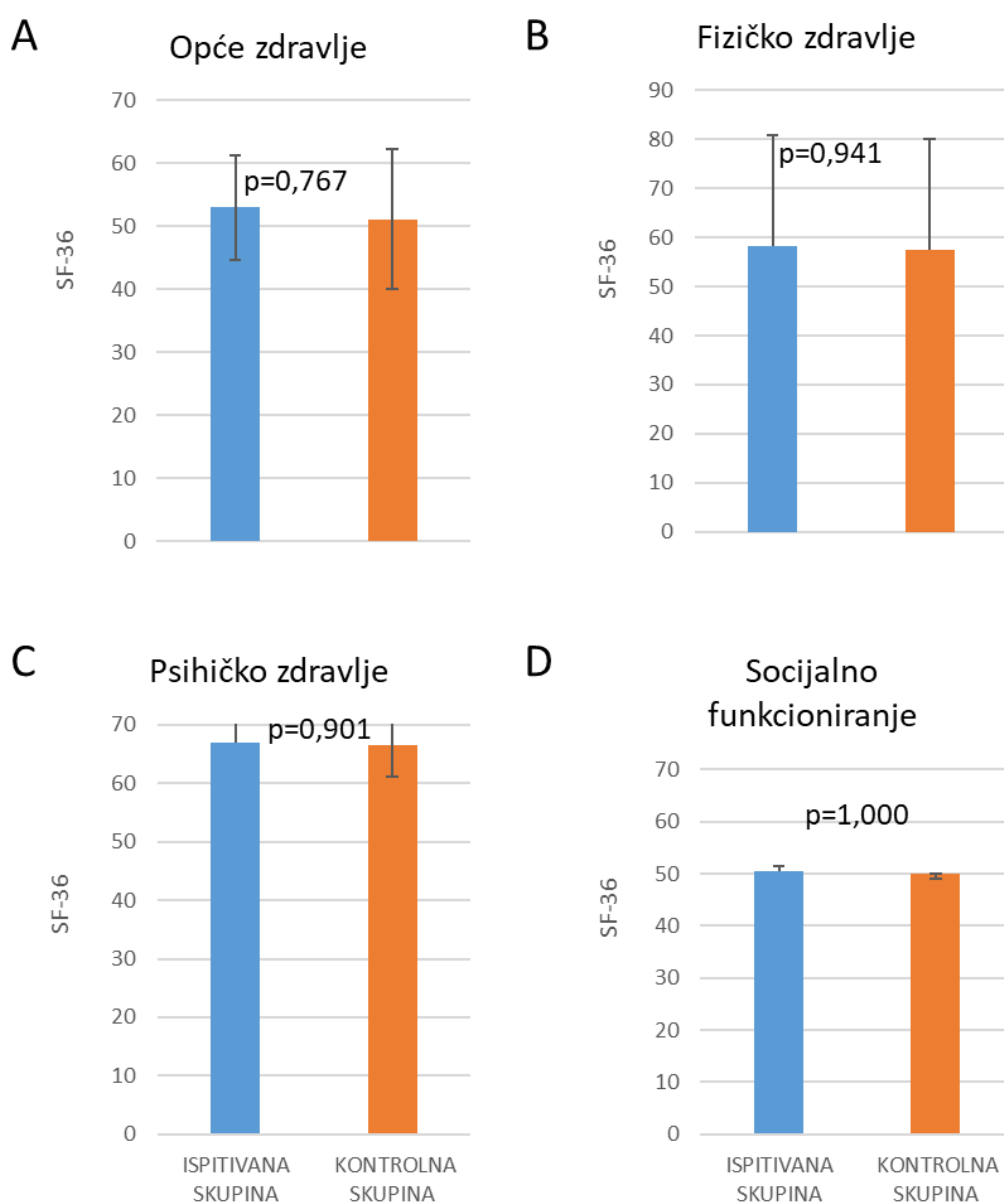 A
Opće zdravlje
70
60
50
40
30
20
10
0
SF-36
p=0,767
B
Fizičko zdravlje
90
80
70
60
50
40
30
20
10
0
SF-36
p=0,941
C
Psihičko zdravlje
70
60
50
40
30
20
10
0
SF-36
p=0,901
ISPITIVANA
SKUPINA
KONTROLNA
SKUPINA
D
Socijalno
funkcioniranje
70
60
50
40
30
20
10
0
SF-36
p=1,000
ISPITIVANA
SKUPINA
KONTROLNA
SKUPINA